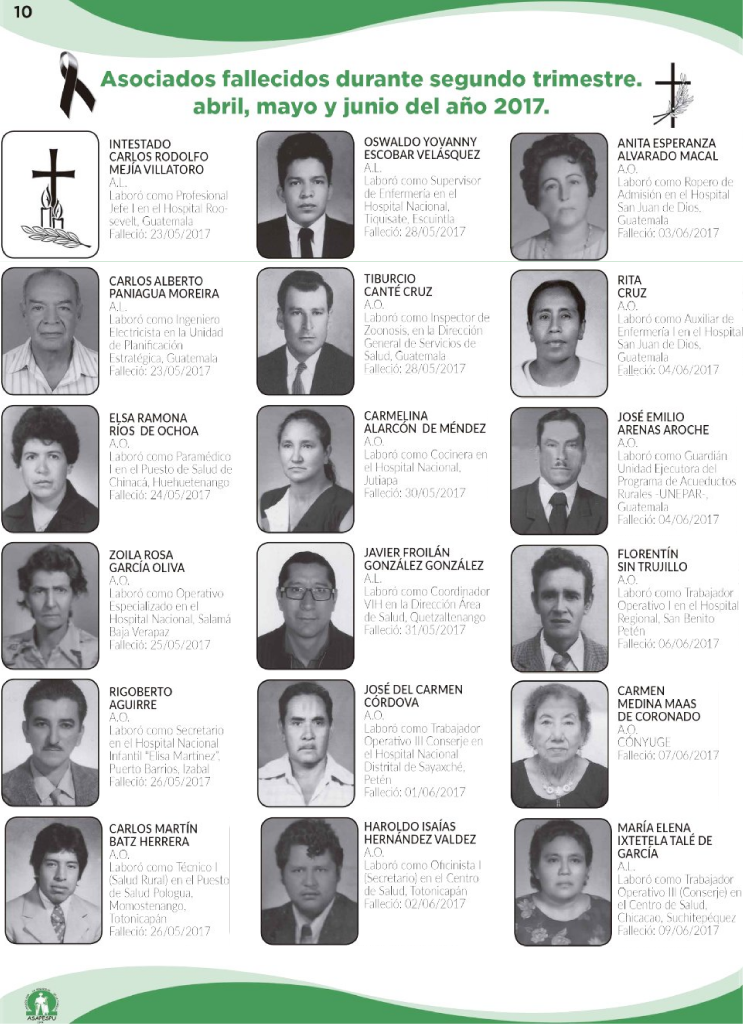 10
Asociados fallecidos durante segundo trimestre.
abril, mayo y junio del año 2017.
INTESTADO
CARLOS RODOLFO
MEJÍA VILLATORO
A.L.
Laboró como Profesional
Jefe I en el Hospital Roo-
sevelt, Guatemala
Falleció: 23/05/2017
OSWALDO YOVANNY
ESCOBAR VELÁSQUEZ
A.L.
Laboró como Supervisor
de Enfermería en el
Hospital Nacional,
Tiquisate, Escuintla
Falleció: 28/05/2017
ANITA ESPERANZA
ALVARADO MACAL
A.O.
Laboró como Ropero de
Admisión en el Hospital
San Juan de Dios,
Guatemala
Falleció: 03/06/2017
CARLOS ALBERTO
PANIAGUA MOREIRA
A.L.
Laboró como Ingeniero
Electricista en la Unidad
de Planificación
Estratégica, Guatemala
Falleció: 23/05/2017
TIBURCIO
CANTÉ CRUZ
A.O.
Laboró como Inspector de
Zoonosis, en la Dirección
General de Servicios de
Salud, Guatemala
Falleció: 28/05/2017
RITA
CRUZ
A.O.
Laboró como Auxiliar de
Enfermería I en el Hospital
San Juan de Dios,
Guatemala
Falleció: 04/06/2017
ELSA RAMONA
RÍOS DE OCHOA
A.O.
Laboró como Paramédico
I en el Puesto de Salud de
Chinacá, Huehuetenango
Falleció: 24/05/2017
CARMELINA
ALARCÓN DE MÉNDEZ
A.O.
Laboró como Cocinera en
el Hospital Nacional,
Jutiapa
Falleció: 30/05/2017
JOSÉ EMILIO
ARENAS AROCHE
A.O.
Laboró como Guardián
Unidad Ejecutora del
Programa de Acueductos
Rurales -UNEPAR-,
Guatemala
Falleció: 04/06/2017
ZOILA ROSA
GARCÍA OLIVA
A.O.
Laboró como Operativo
Especializado en el
Hospital Nacional, Salamá
Baja Verapaz
Falleció: 25/05/2017
JAVIER FROILÁN
GONZÁLEZ GONZÁLEZ
A.L.
Laboró como Coordinador
VIH en la Dirección Área
de Salud, Quetzaltenango
Falleció: 31/05/2017
FLORENTÍN
SIN TRUJILLO
A.O.
Laboró como Trabajador
Operativo I en el Hospital
Regional, San Benito
Petén
Falleció: 06/06/2017
RIGOBERTO
AGUIRRE
A.O.
Laboró como Secretario
en el Hospital Nacional
Infantil "Elisa Martínez",
Puerto Barrios, Izabal
Falleció: 26/05/2017
JOSÉ DEL CARMEN
CÓRDOVA
A.O.
Laboró como Trabajador
Operativo III Conserje en
el Hospital Nacional
Distrital de Sayaxché,
Petén
Falleció: 01/06/2017
CARMEN
MEDINA MAAS
DE CORONADO
A.O.
CÓNYUGE
Falleció: 07/06/2017
CARLOS MARTÍN
BATZ HERRERA
A.O.
Laboró como Técnico I
(Salud Rural) en el Puesto
de Salud Pologua,
Momostenango,
Totonicapán
Falleció: 26/05/2017
HAROLDO ISAÍAS
HERNÁNDEZ VALDEZ
A.O.
Laboró como Oficinista I
(Secretario) en el Centro
de Salud, Totonicapán
Falleció: 02/06/2017
MARÍA ELENA
IXTETELA TALÉ DE
GARCÍA
A.L.
Laboró como Trabajador
Operativo III (Conserje) en
el Centro de Salud,
Chicacao, Suchitepéquez
Falleció: 09/06/2017
ASAPESPU